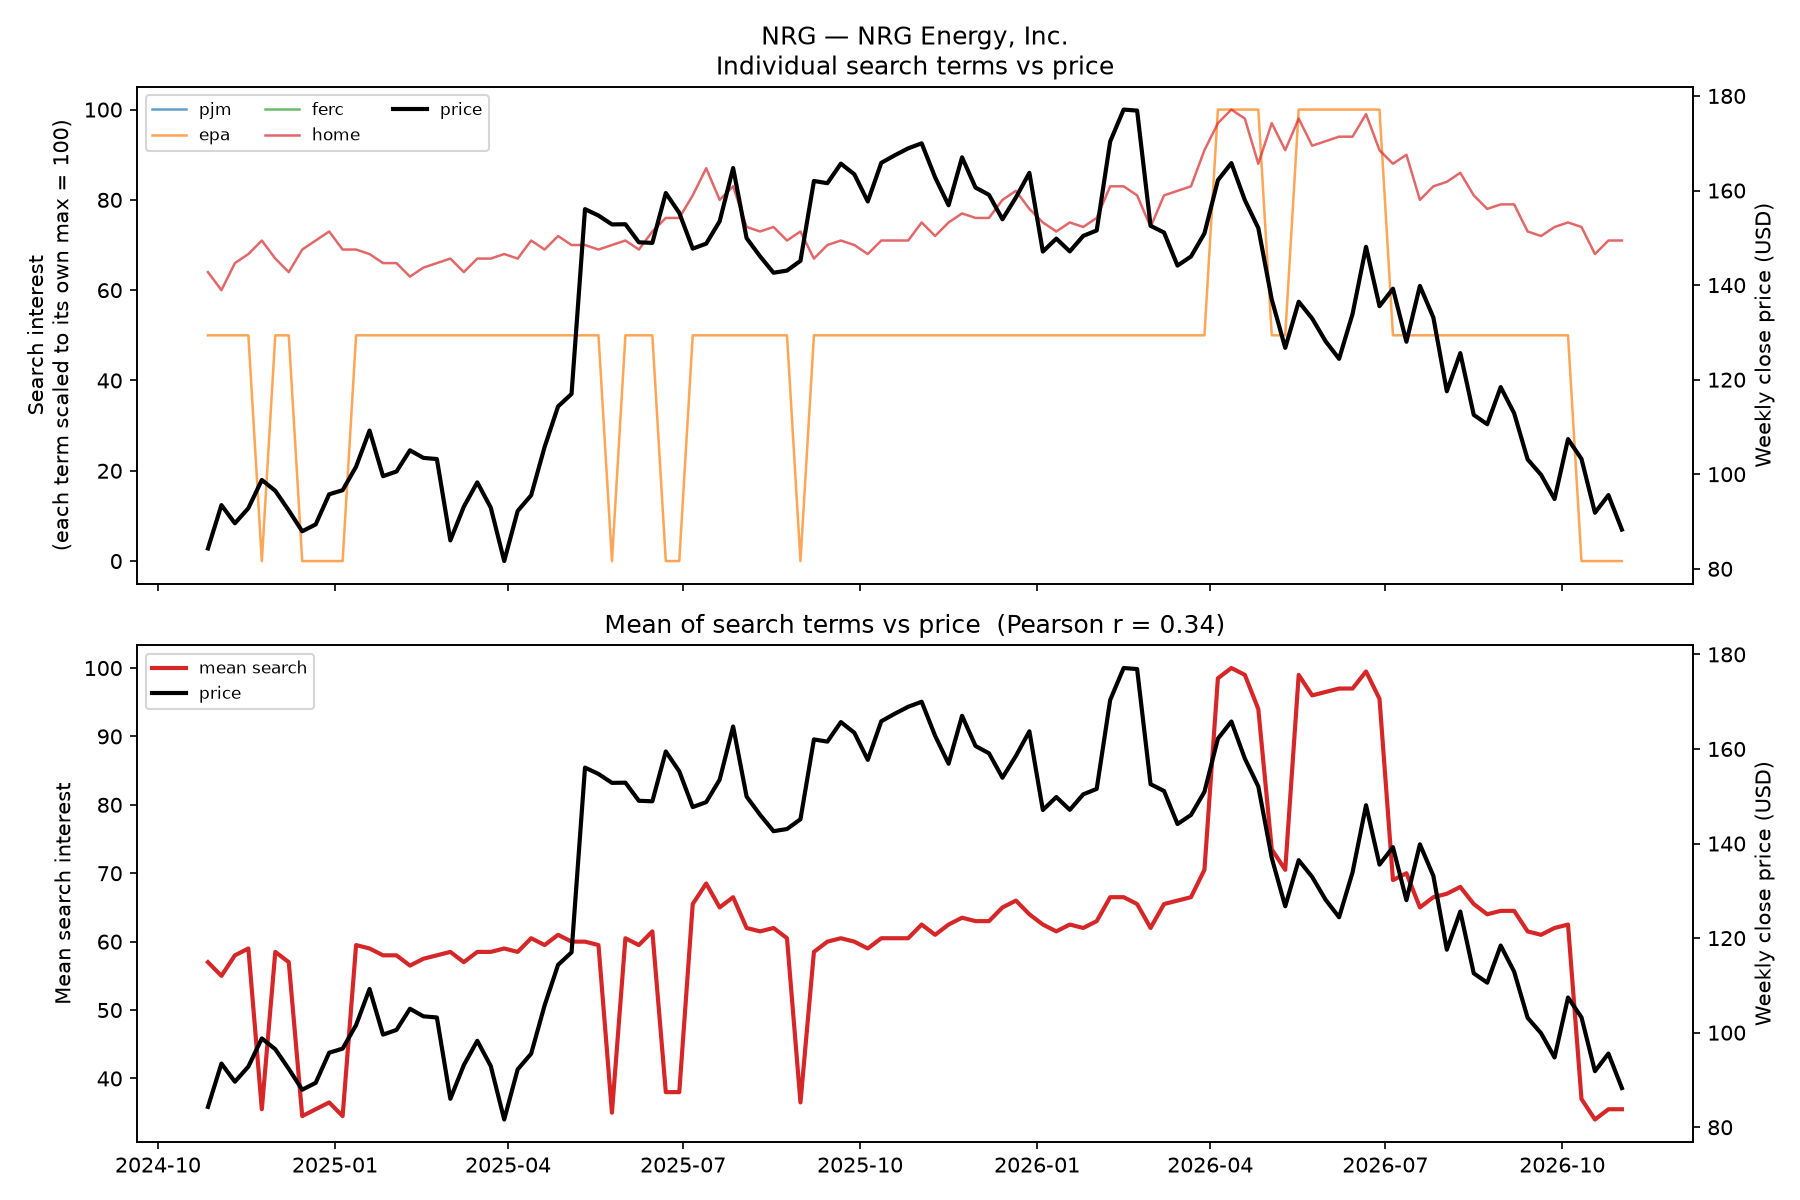 NRG — NRG Energy, Inc.
Individual search terms vs price
pjm
epa
ferc
home
price
Search interest
(each term scaled to its own max = 100)
100
80
60
40
20
0
Weekly close price (USD)
180
160
140
120
100
80
Mean of search terms vs price (Pearson r = 0.34)
mean search
price
Mean search interest
100
90
80
70
60
50
40
Weekly close price (USD)
180
160
140
120
100
80
2024-10
2025-01
2025-04
2025-07
2025-10
2026-01
2026-04
2026-07
2026-10